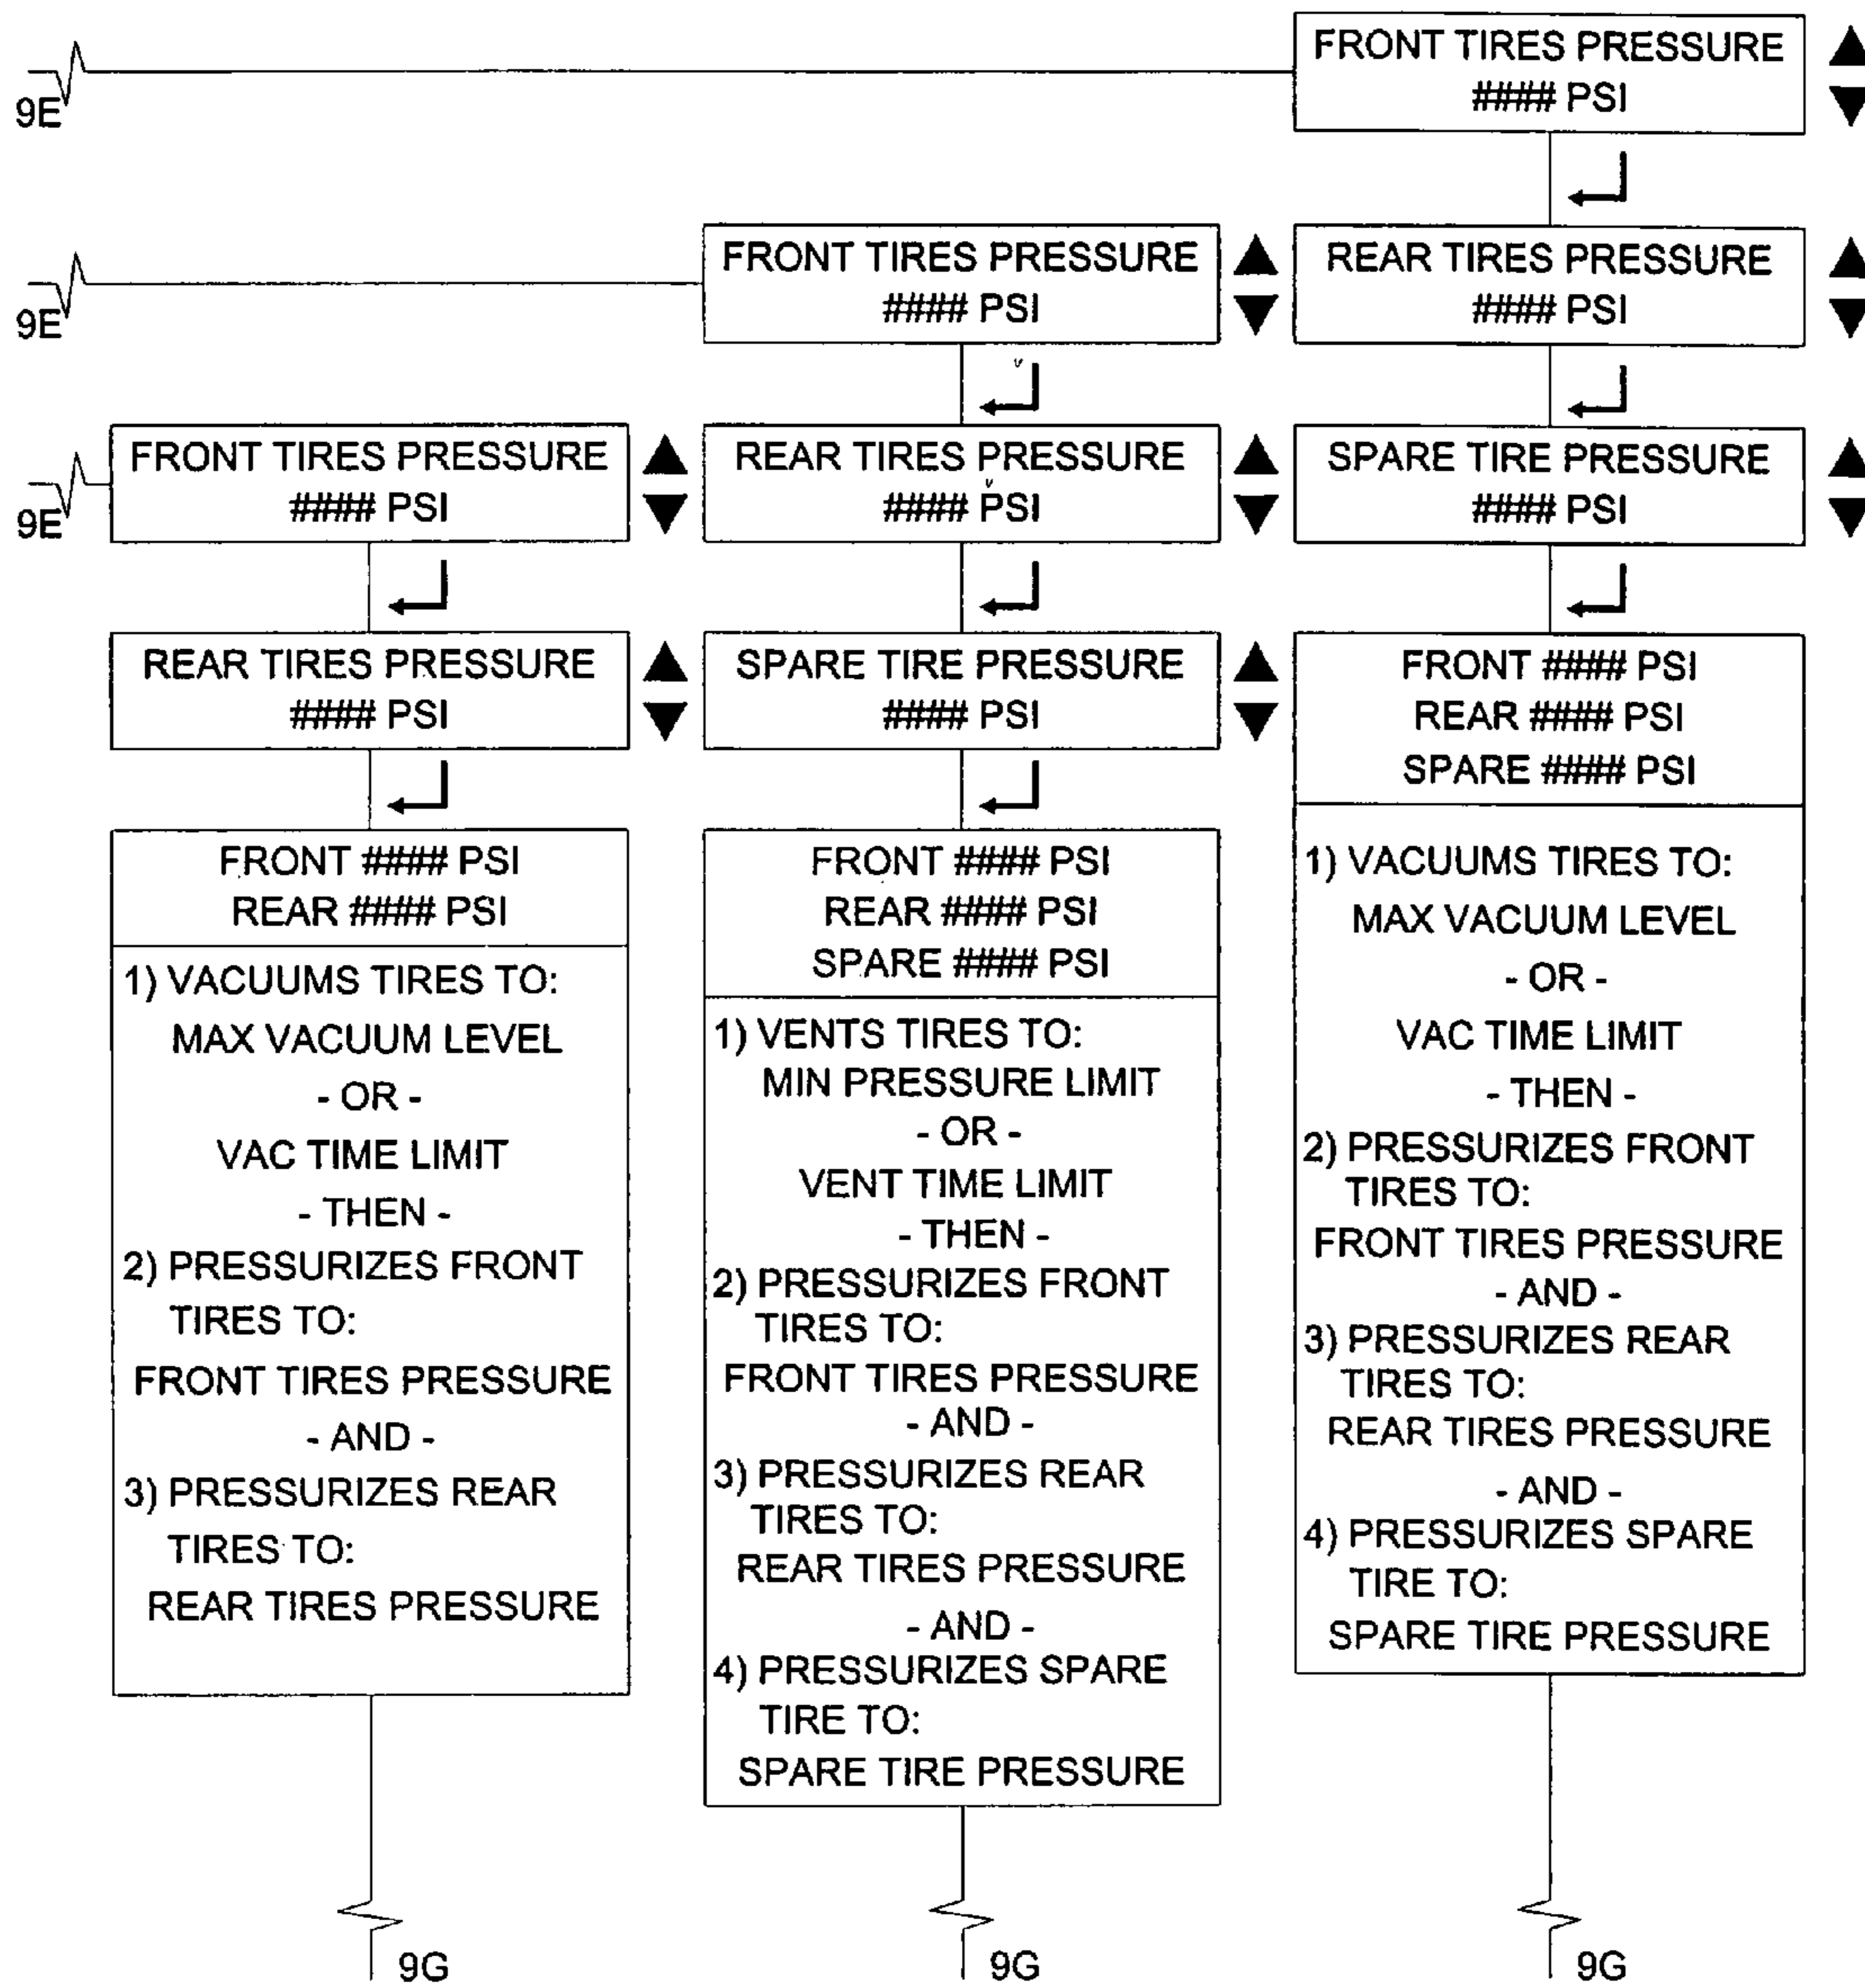 FRONT TIRES PRESSURE
#### PSI
9E
FRONT TIRES PRESSURE
#### PSI
REAR TIRES PRESSURE
#### PSI
9E
FRONT TIRES PRESSURE
#### PSI
REAR TIRES PRESSURE
#### PSI
SPARE TIRE PRESSURE
#### PSI
9E
REAR TIRES PRESSURE
#### PSI
SPARE TIRE PRESSURE
#### PSI
FRONT #### PSI
REAR #### PSI
1) VACUUMS TIRES TO:
MAX VACUUM LEVEL
- OR -
VAC TIME LIMIT
- THEN -
2) PRESSURIZES FRONT
TIRES TO:
FRONT TIRES PRESSURE
- AND -
3) PRESSURIZES REAR
TIRES TO:
REAR TIRES PRESSURE
9G
FRONT #### PSI
REAR #### PSI
SPARE #### PSI
1) VENTS TIRES TO:
MIN PRESSURE LIMIT
- OR -
VENT TIME LIMIT
- THEN -
2) PRESSURIZES FRONT
TIRES TO:
FRONT TIRES PRESSURE
- AND -
3) PRESSURIZES REAR
TIRES TO:
REAR TIRES PRESSURE
- AND -
4) PRESSURIZES SPARE
TIRE TO:
SPARE TIRE PRESSURE
9G
FRONT #### PSI
REAR #### PSI
SPARE #### PSI
1) VACUUMS TIRES TO:
MAX VACUUM LEVEL
- OR -
VAC TIME LIMIT
- THEN -
2) PRESSURIZES FRONT
TIRES TO:
FRONT TIRES PRESSURE
- AND -
3) PRESSURIZES REAR
TIRES TO:
REAR TIRES PRESSURE
- AND -
4) PRESSURIZES SPARE
TIRE TO:
SPARE TIRE PRESSURE
9G